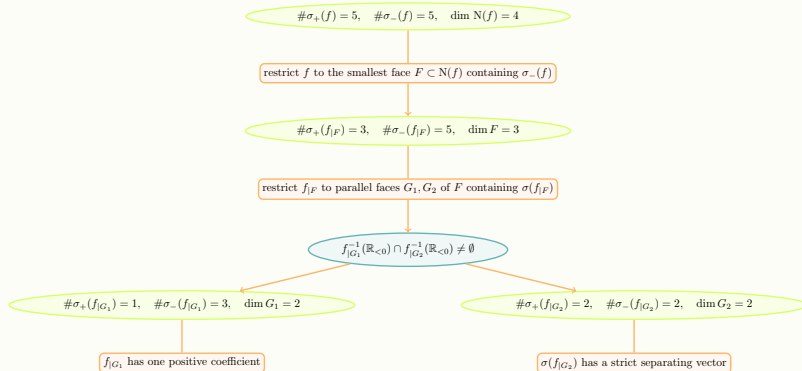 #σ₊(f) = 5, #σ₋(f) = 5, dim N(f) = 4
restrict f to the smallest face F ⊂ N(f) containing σ₋(f)
#σ₊(f|F) = 3, #σ₋(f|F) = 5, dim F = 3
restrict f|F to parallel faces G₁, G₂ of F containing σ(f|F)
f|G₁⁻¹(ℝ<0) ∩ f|G₂⁻¹(ℝ<0) ≠ ∅
#σ₊(f|G₁) = 1, #σ₋(f|G₁) = 3, dim G₁ = 2
#σ₊(f|G₂) = 2, #σ₋(f|G₂) = 2, dim G₂ = 2
f|G₁ has one positive coefficient
σ(f|G₂) has a strict separating vector